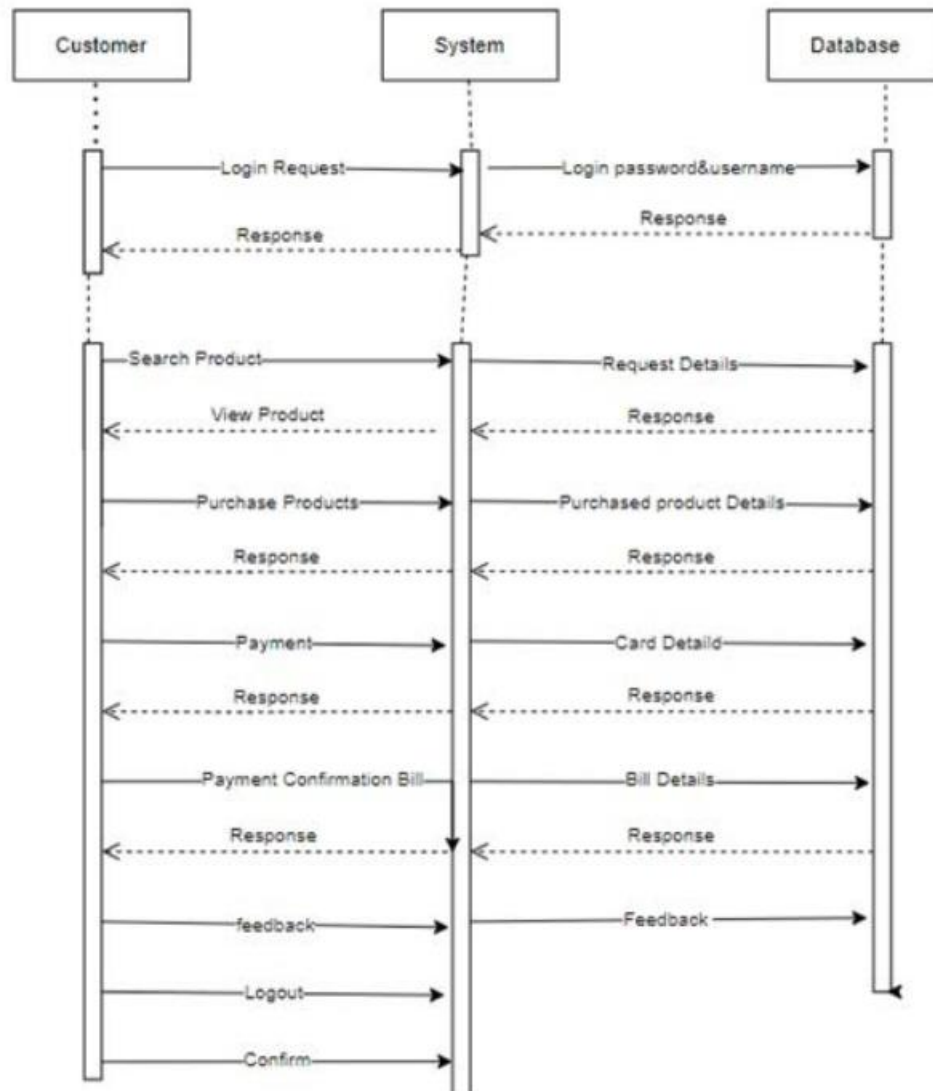 Customer
System
Database
Login Request
Login password&username
Response
Response
Search Product
Request Details
View Product
Response
Purchase Products
Purchased product Details
Response
Response
Payment
Card Detaild
Response
Response
Payment Confirmation Bill
Bill Details
Response
Response
feedback
Feedback
Logout
Confirm